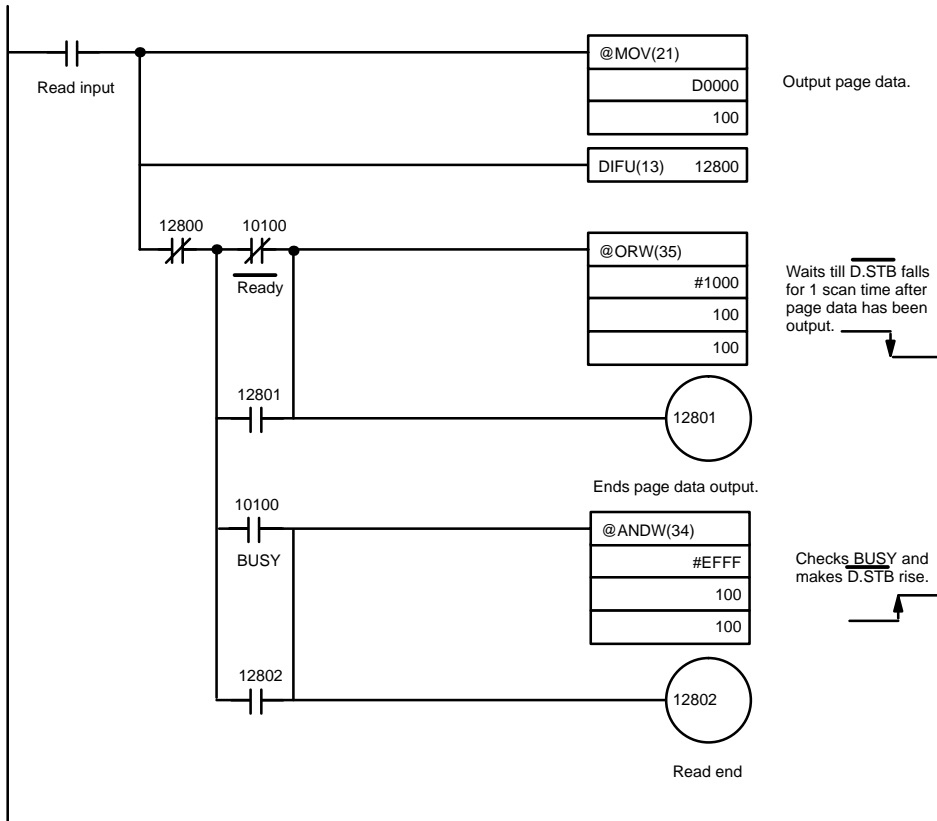 @MOV(21)
D0000
100
Read input
Output page data.
DIFU(13) 12800
12800
10100
Ready
@ORW(35)
#1000
100
100
Waits till D.STB falls
for 1 scan time after
page data has been
output.
12801
12801
Ends page data output.
10100
BUSY
@ANDW(34)
#EFFF
100
100
Checks BUSY and
makes D.STB rise.
12802
12802
Read end